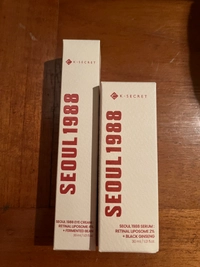 K-SECRET
SEOUL 1988
SEOUL 1988 EYE CREAM:
RETINAL LIPOSOME 2%
+ FERMENTED BEAN
K-SECRET
SEOUL 1988
SEOUL 1988 SERUM:
RETINAL LIPOSOME 2%
+ BLACK GINSENG